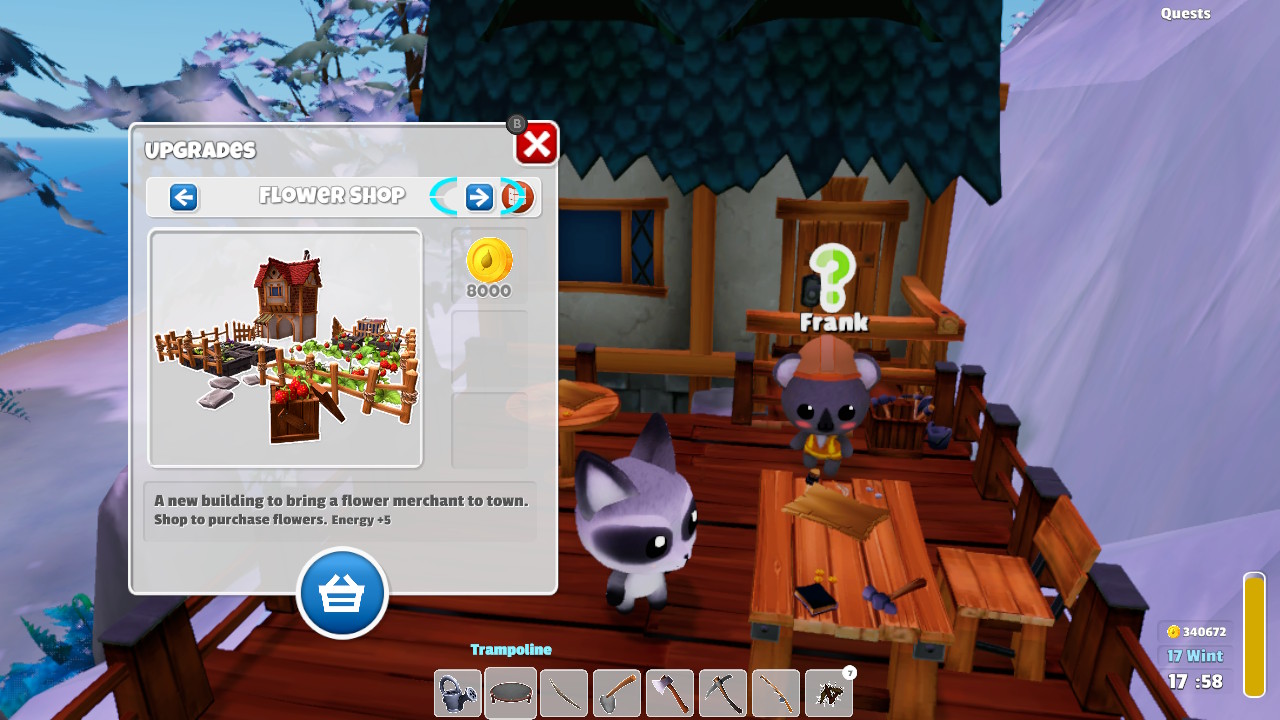 Quests
B
UPGRADES
FLOWER SHOP
8000
A new building to bring a flower merchant to town.
Shop to purchase flowers. Energy +5
?
Frank
Trampoline
7
340672
17 Wint
17 :58